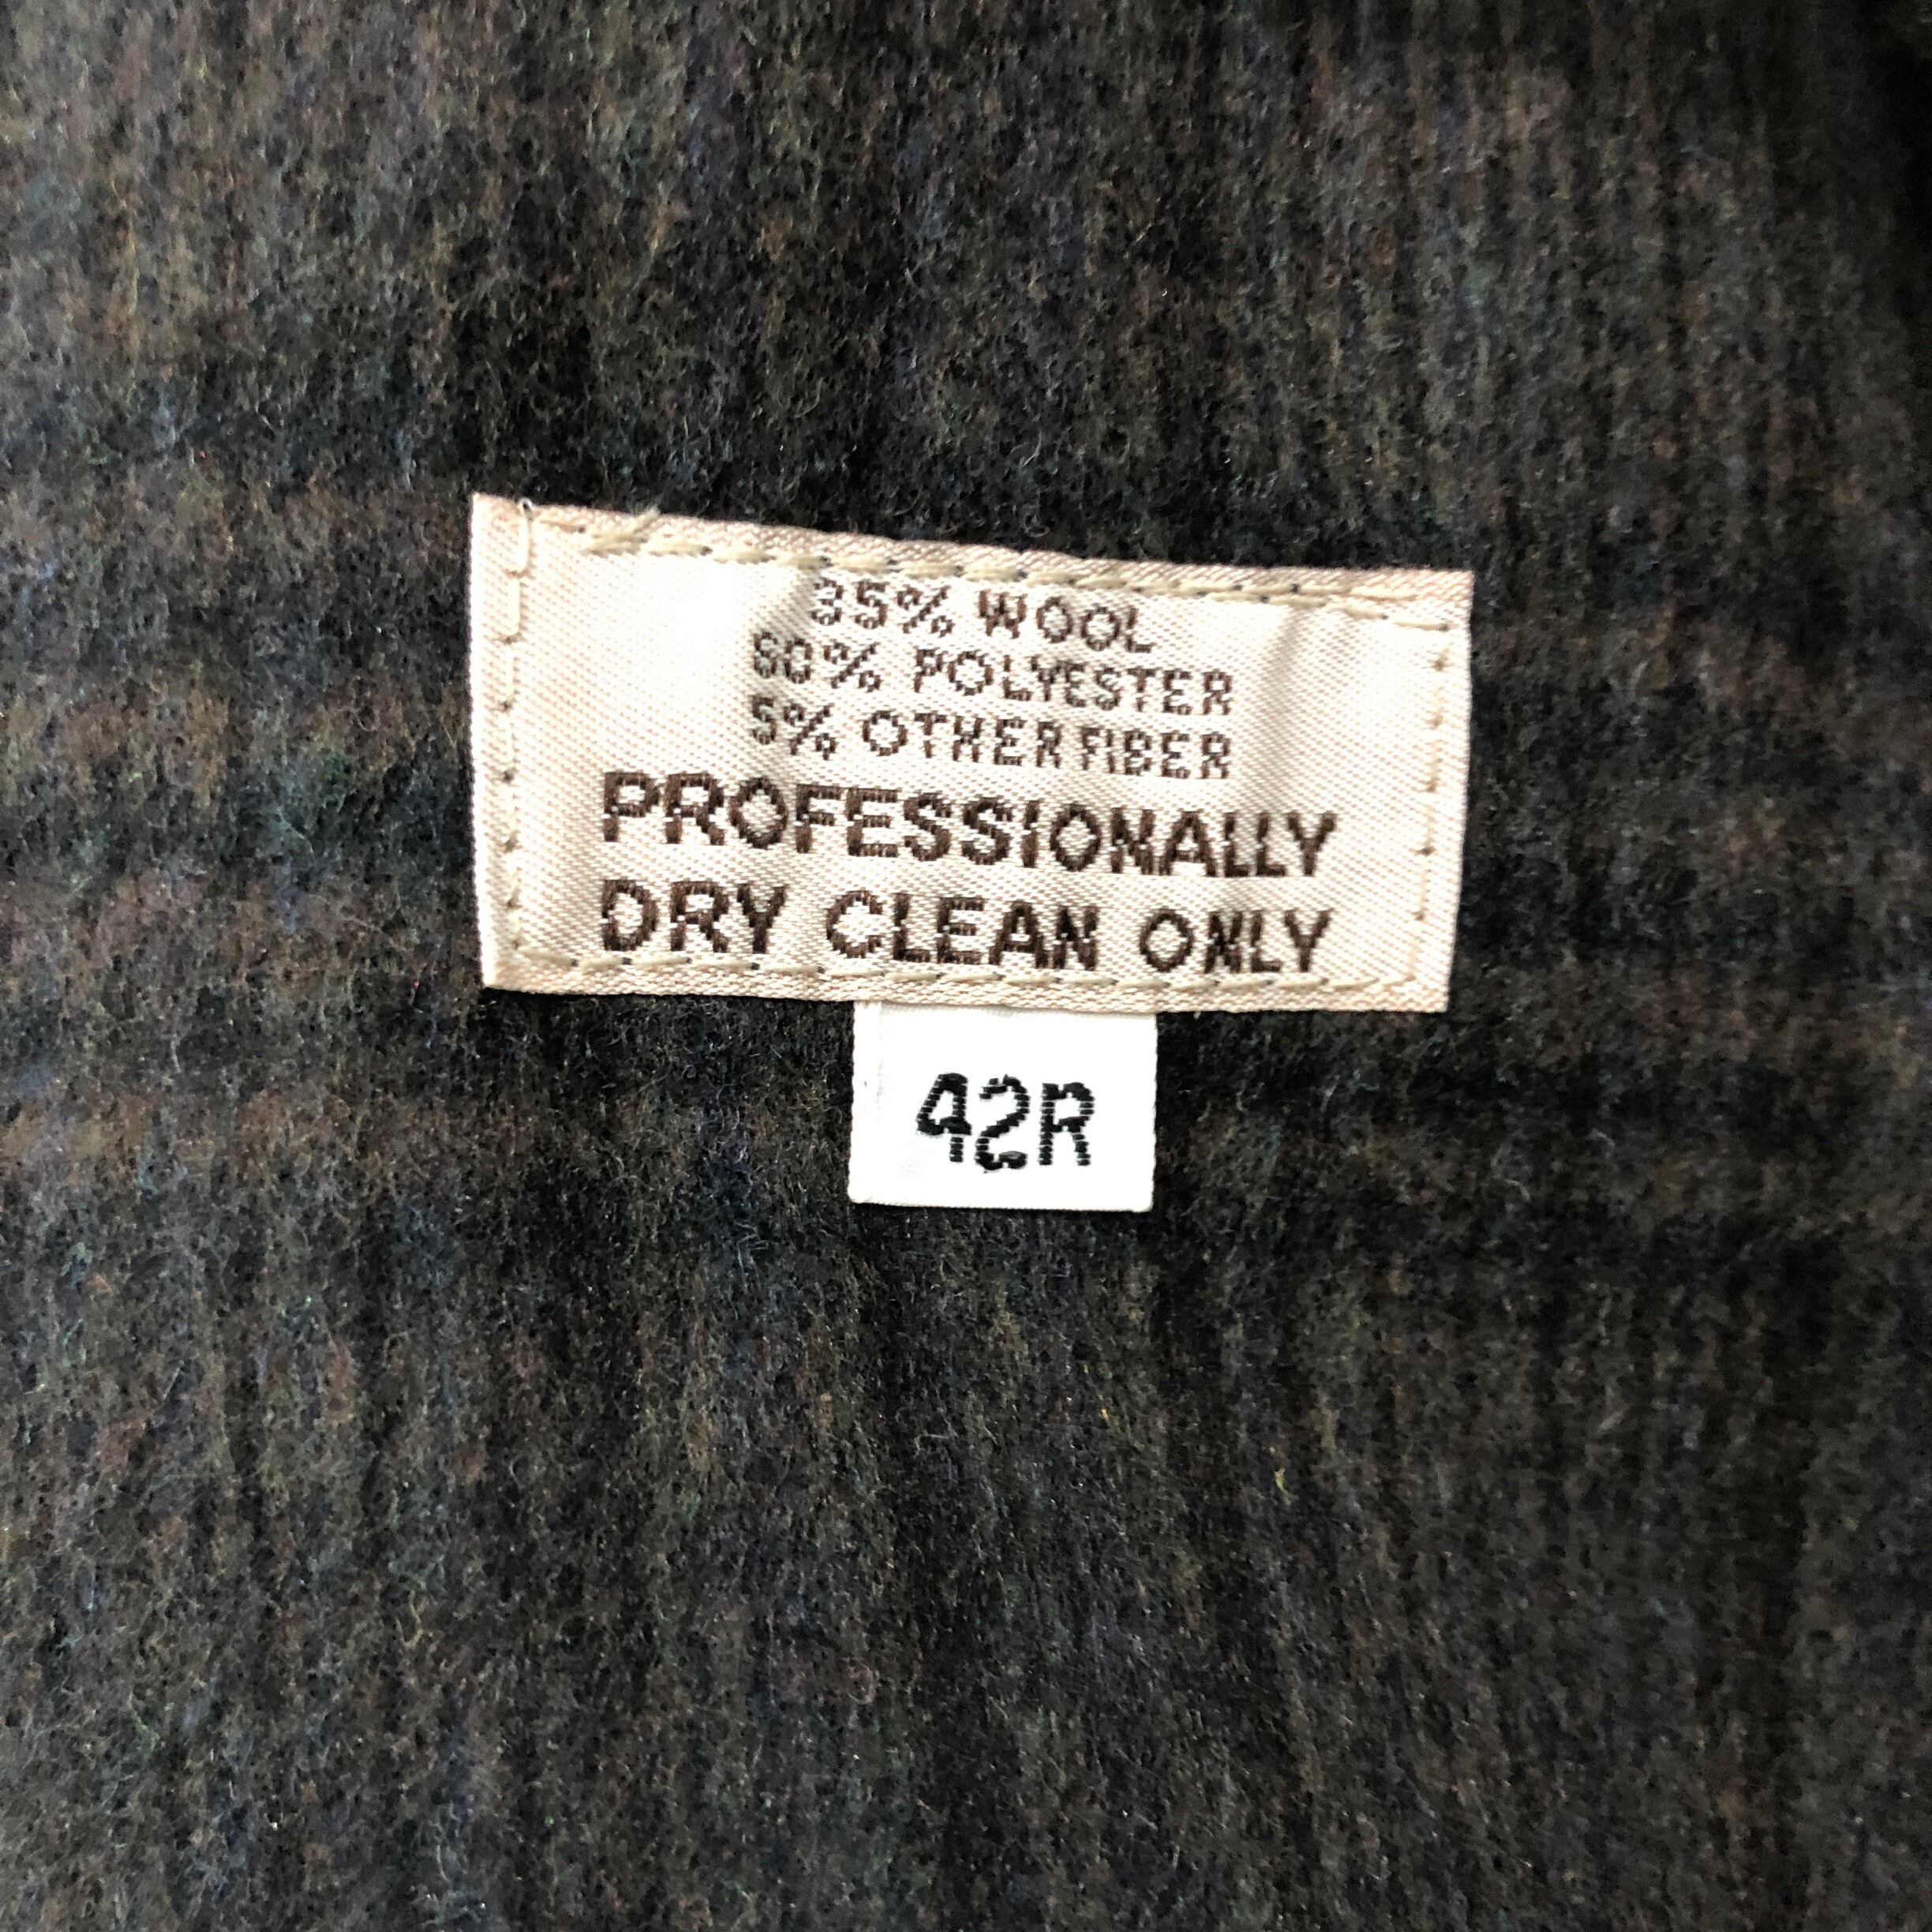 35% WOOL
60% POLYESTER
5% OTHER FIBER
PROFESSIONALLY
DRY CLEAN ONLY
42R